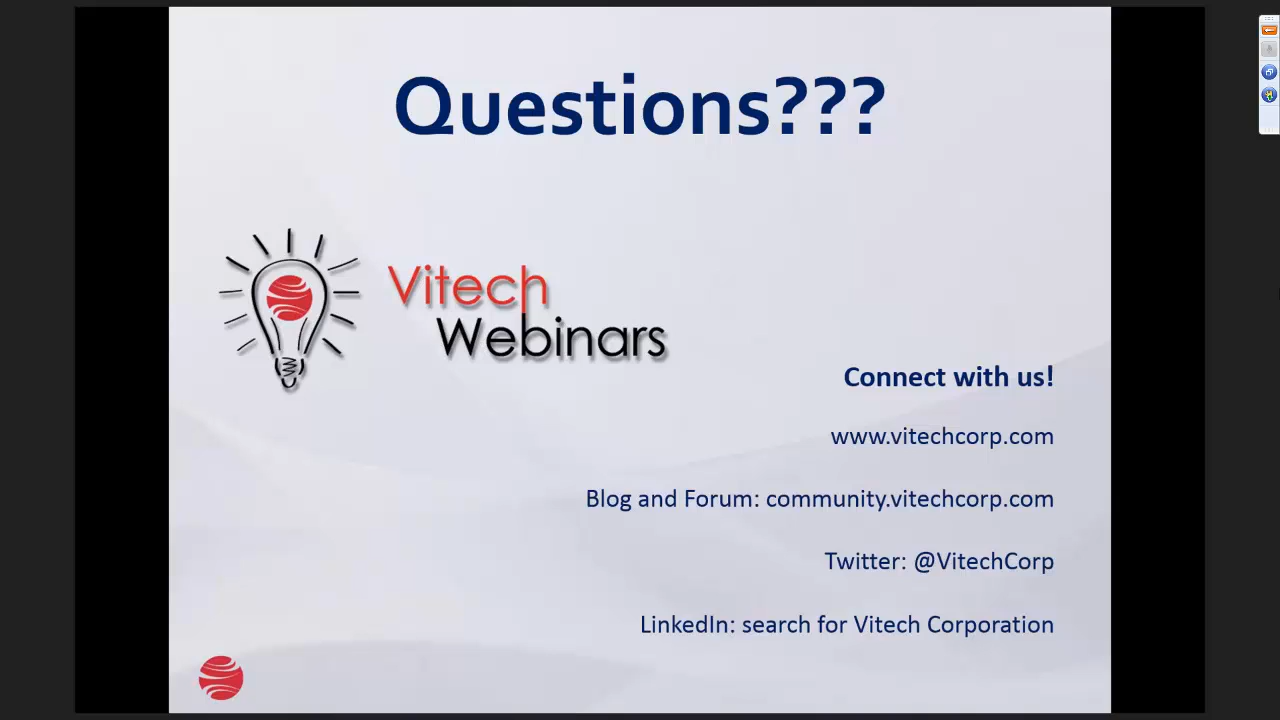 Questions???
Vitech
Webinars
Connect with us!
www.vitechcorp.com
Blog and Forum: community.vitechcorp.com
Twitter: @VitechCorp
LinkedIn: search for Vitech Corporation